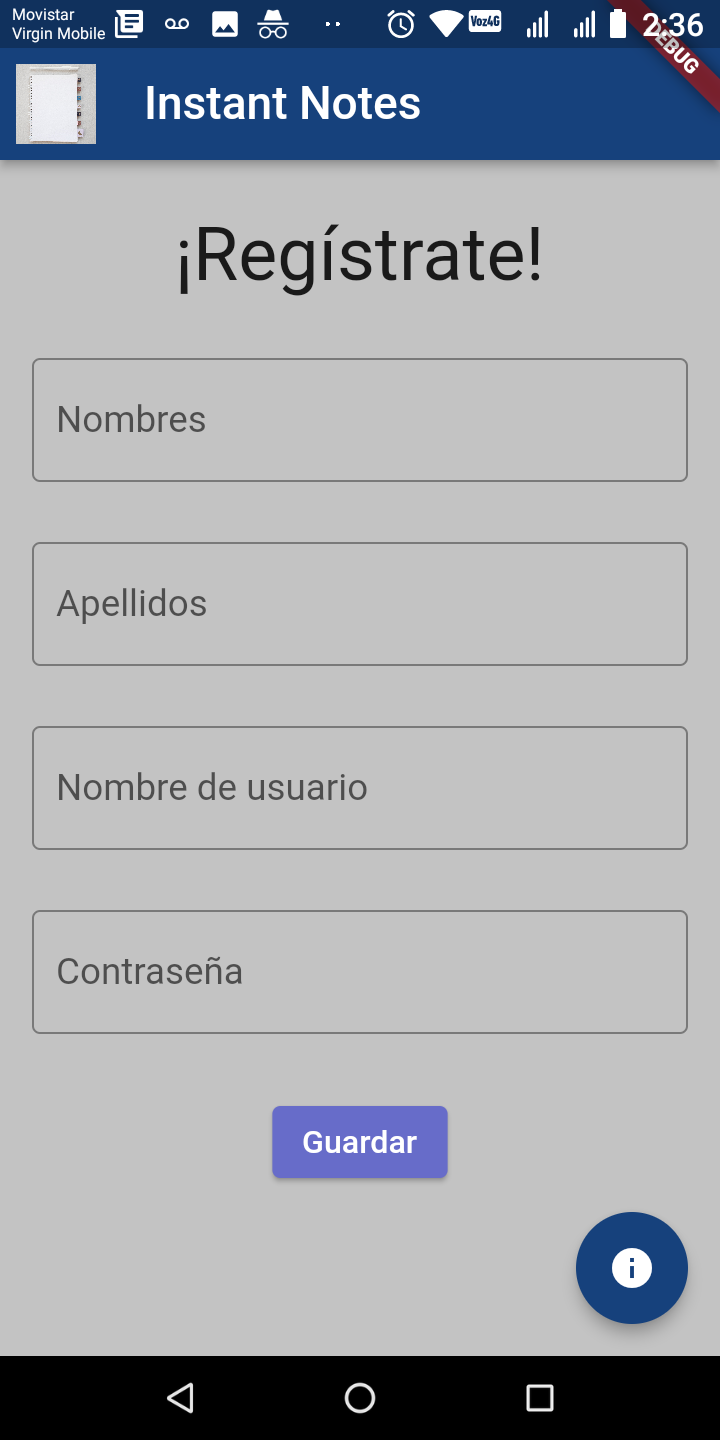 Movistar
Virgin Mobile
Voz4G
2:36
DEBUG
Instant Notes
¡Regístrate!
Nombres
Apellidos
Nombre de usuario
Contraseña
Guardar